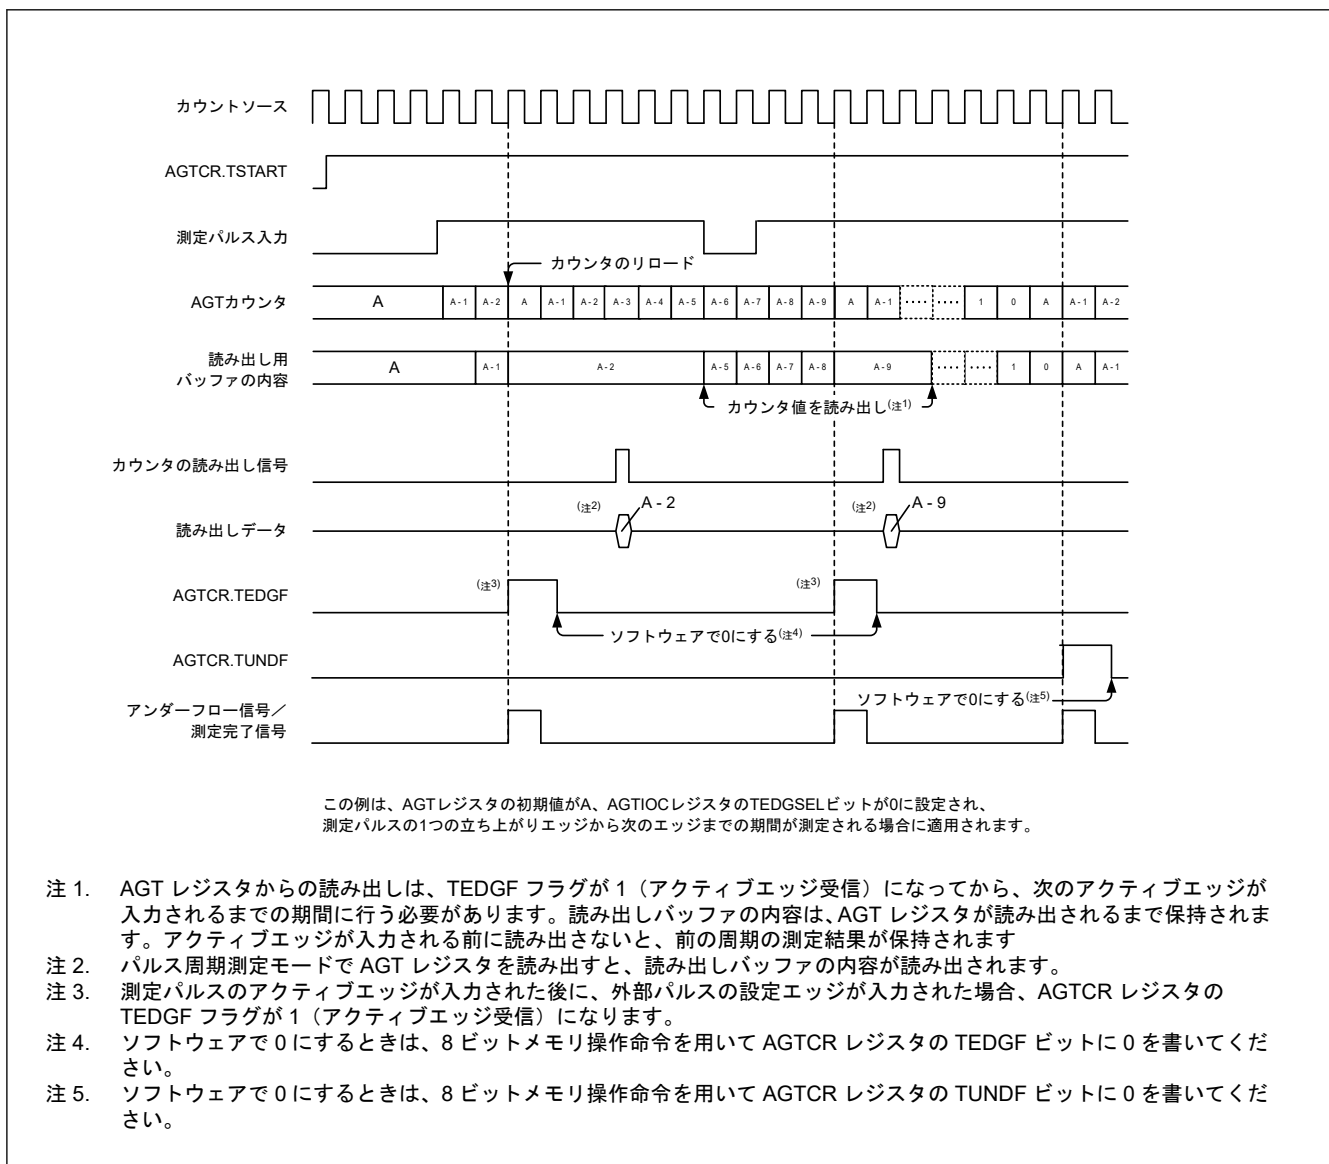 カウントソース
AGTCR.TSTART
測定パルス入力
カウンタのリロード
AGTカウンタ
A A-1 A-2 A A-1 A-2 A-3 A-4 A-5 A-6 A-7 A-8 A-9 A A-1 ‥‥ ‥‥ 1 0 A A-1 A-2
読み出し用
バッファの内容
A A-1 A-2 A-5 A-6 A-7 A-8 A-9 ‥‥ ‥‥ 1 0 A A-1
カウンタ値を読み出し(注1)
カウンタの読み出し信号
(注2) A-2 (注2) A-9
読み出しデータ
(注3) (注3)
AGTCR.TEDGF
ソフトウェアで0にする(注4)
AGTCR.TUNDF
ソフトウェアで0にする(注5)
アンダーフロー信号／
測定完了信号
この例は、AGTレジスタの初期値がA、AGTIOCレジスタのTEDGSELビットが0に設定され、
測定パルスの1つの立ち上がりエッジから次のエッジまでの期間が測定される場合に適用されます。
注 1. AGT レジスタからの読み出しは、TEDGF フラグが 1（アクティブエッジ受信）になってから、次のアクティブエッジが
入力されるまでの期間に行う必要があります。読み出しバッファの内容は、AGT レジスタが読み出されるまで保持されま
す。アクティブエッジが入力される前に読み出さないと、前の周期の測定結果が保持されます
注 2. パルス周期測定モードで AGT レジスタを読み出すと、読み出しバッファの内容が読み出されます。
注 3. 測定パルスのアクティブエッジが入力された後に、外部パルスの設定エッジが入力された場合、AGTCR レジスタの
TEDGF フラグが 1（アクティブエッジ受信）になります。
注 4. ソフトウェアで 0 にするときは、8 ビットメモリ操作命令を用いて AGTCR レジスタの TEDGF ビットに 0 を書いてくだ
さい。
注 5. ソフトウェアで 0 にするときは、8 ビットメモリ操作命令を用いて AGTCR レジスタの TUNDF ビットに 0 を書いてくだ
さい。